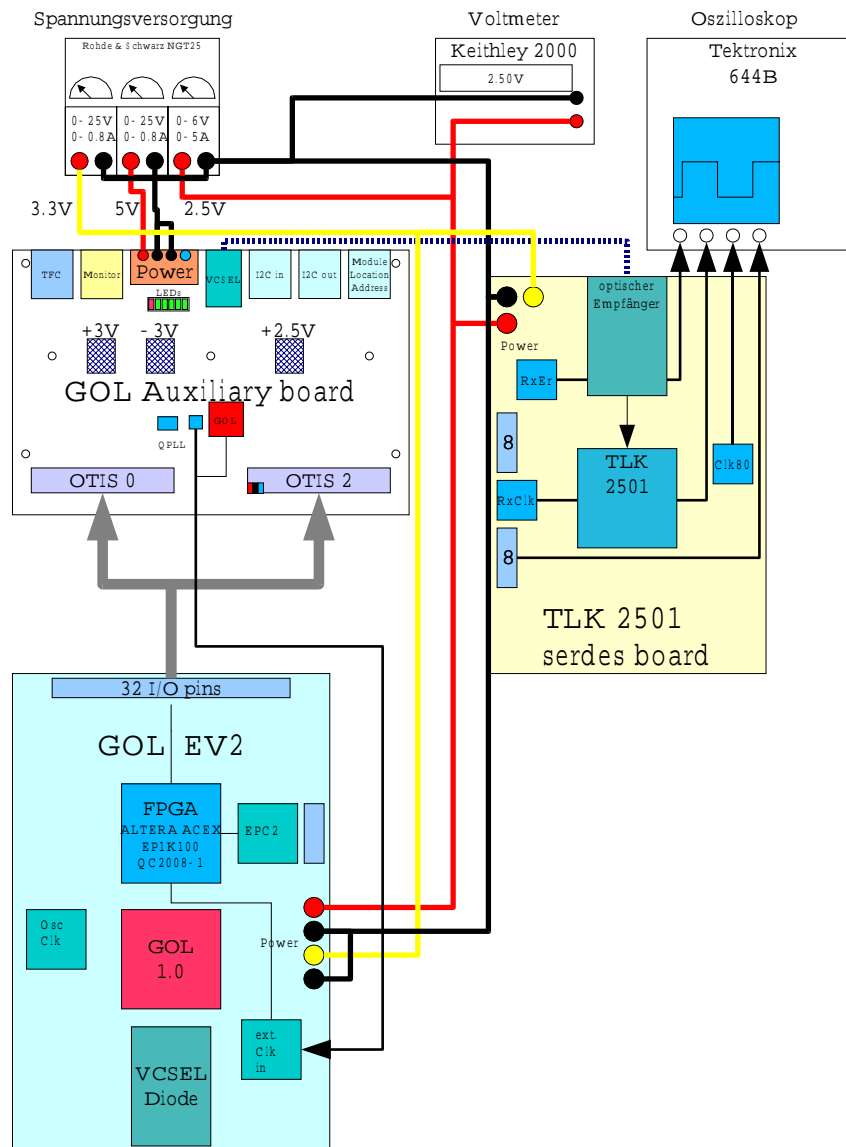 Spannungsversorgung
Voltmeter
Oszilloskop
Rohde & Schwarz NGT25
Keithley 2000
Tektronix
644B
2.50V
0- 25V
0- 0.8A
0- 25V
0- 0.8A
0- 6V
0- 5A
3.3V
5V
2.5V
TFC
Monitor
Power
VCSEL
I2C in
I2C out
Module
Location
Address
LEDs
+3V
- 3V
+2.5V
GOL Auxiliary board
QPLL
GOL
OTIS 0
OTIS 2
optischer
Empfänger
Power
RxEr
8
TLK
2501
Clk80
RxClk
8
TLK 2501
serdes board
32 I/O pins
GOL EV2
FPGA
ALTERA ACEX
EP1K100
QC2008- 1
EPC2
Osc
Clk
GOL
1.0
Power
ext.
Clk
in
VCSEL
Diode